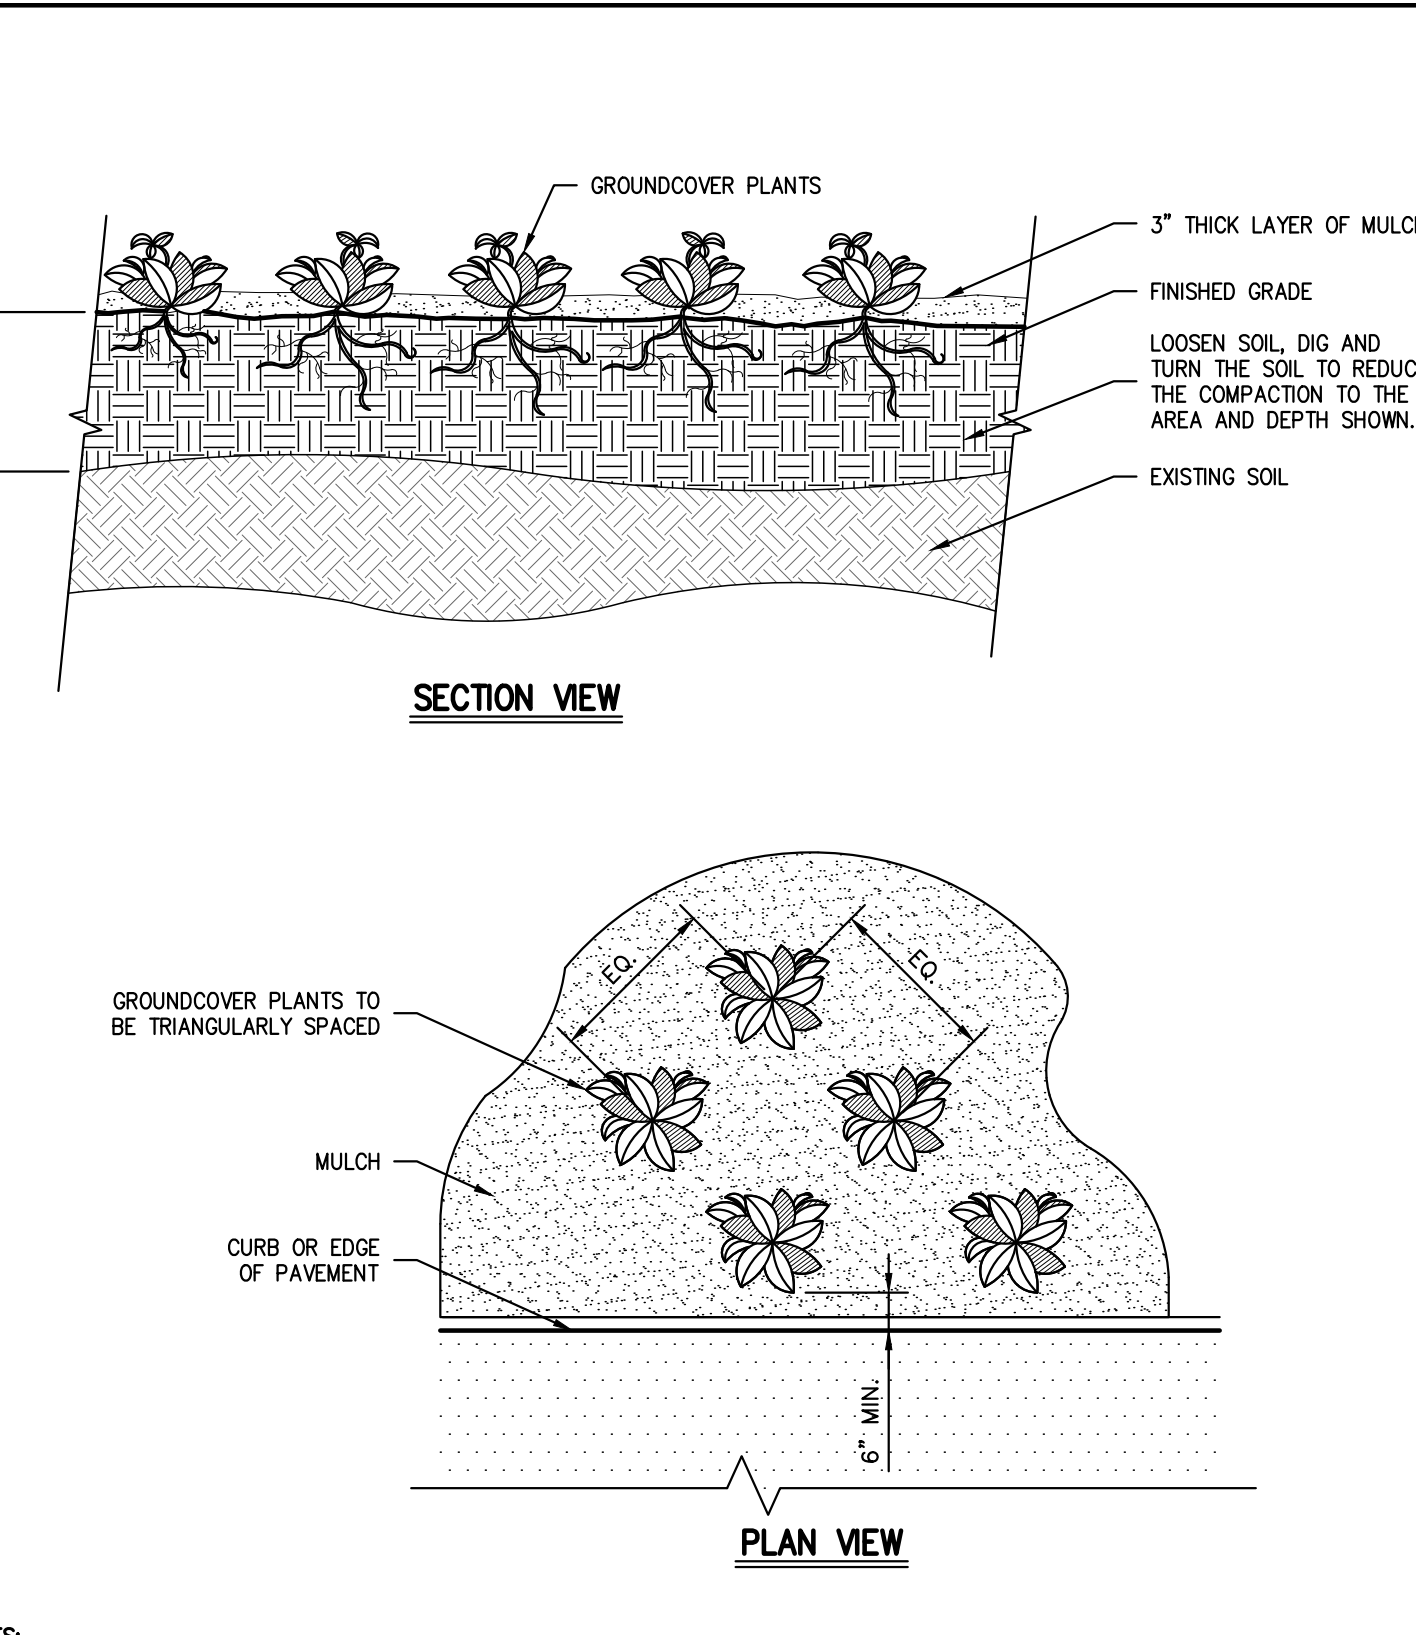 GROUNDCOVER PLANTS
3" THICK LAYER OF MULCH
FINISHED GRADE
LOOSEN SOIL, DIG AND
TURN THE SOIL TO REDUC
THE COMPACTION TO THE
AREA AND DEPTH SHOWN.
EXISTING SOIL
SECTION VIEW
EQ.
EQ.
GROUNDCOVER PLANTS TO
BE TRIANGULARLY SPACED
MULCH
CURB OR EDGE
OF PAVEMENT
6" MIN.
PLAN VIEW